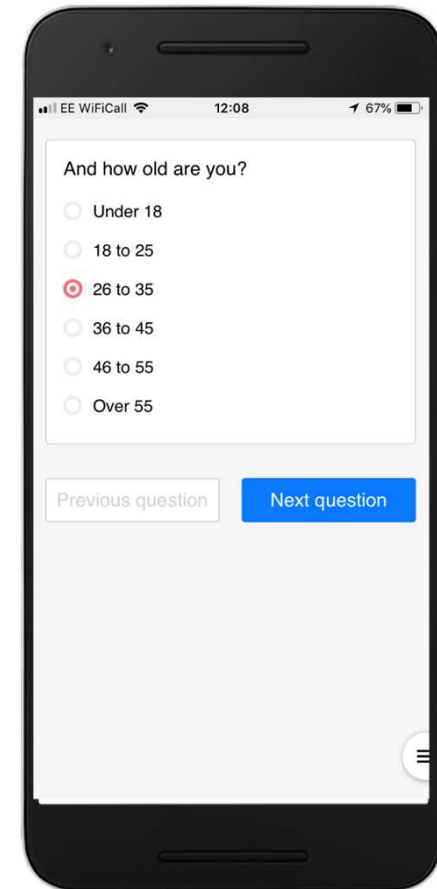 EE WiFiCall 12:08 67%
And how old are you?
Under 18
18 to 25
26 to 35
36 to 45
46 to 55
Over 55
Previous question Next question